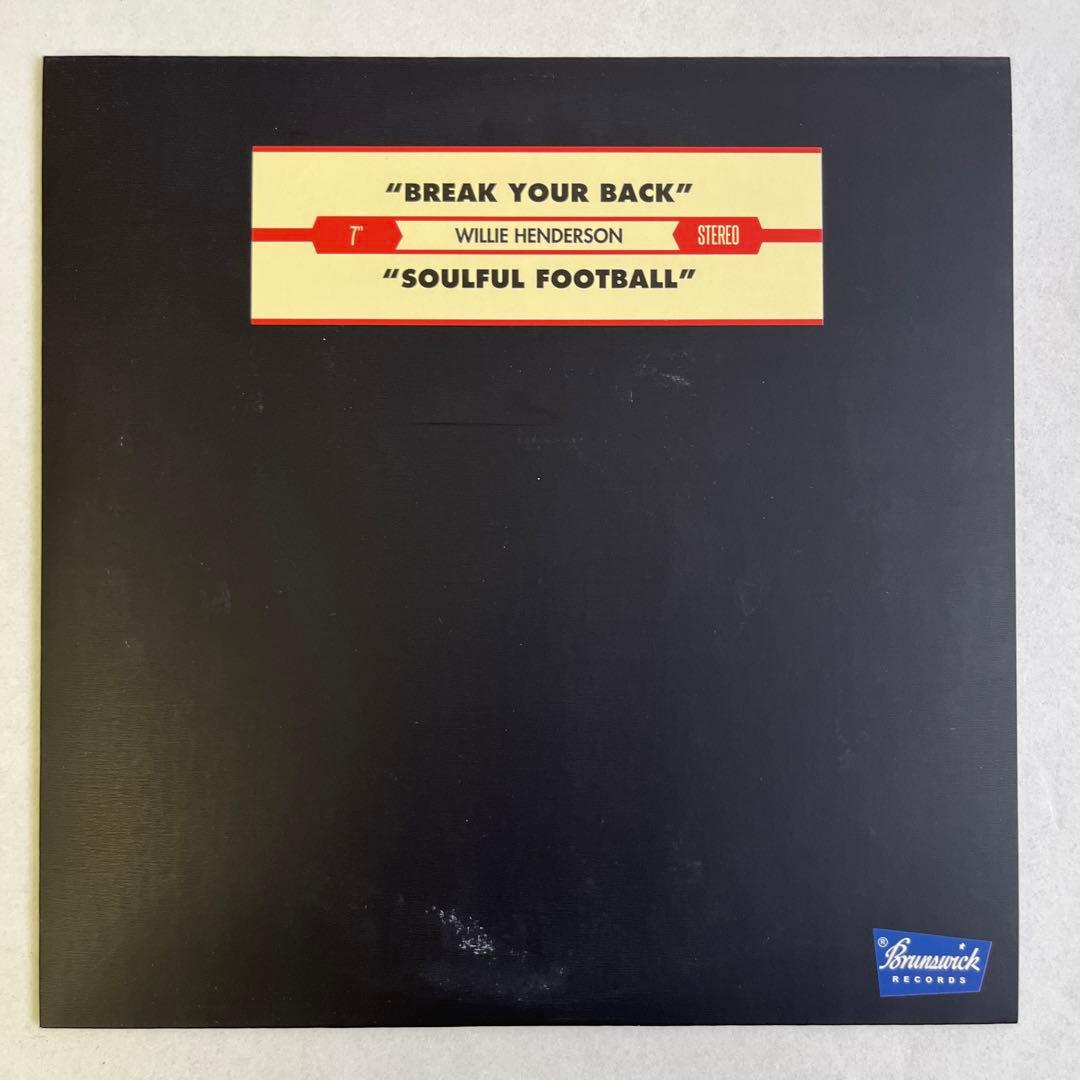 "BREAK YOUR BACK"
7" WILLIE HENDERSON STEREO
"SOULFUL FOOTBALL"
® Brunswick
RECORDS